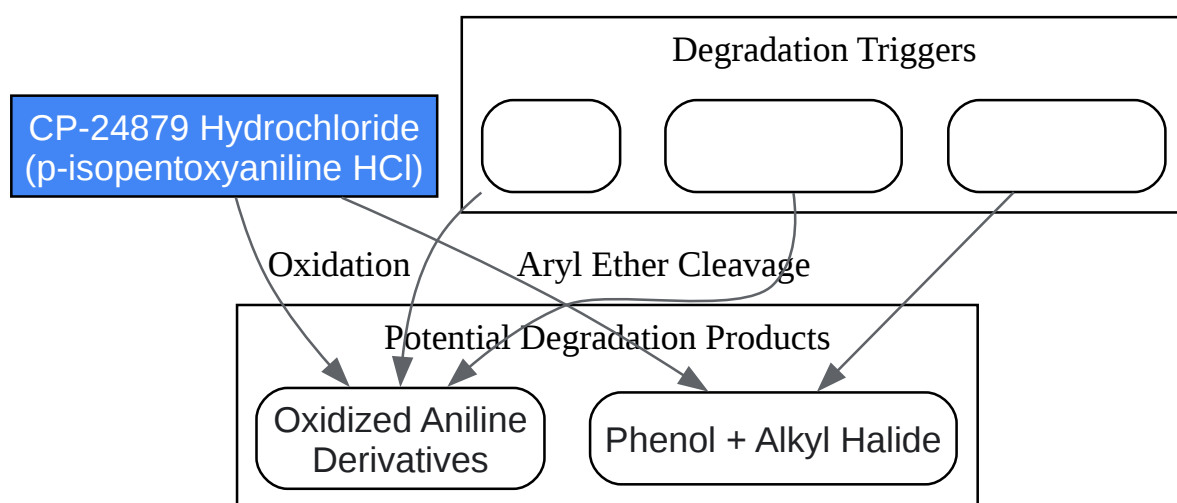 Degradation Triggers
CP-24879 Hydrochloride
(p-isopentoxyaniline HCl)
Oxidation
Aryl Ether Cleavage
Potential Degradation Products
Oxidized Aniline
Derivatives
Phenol + Alkyl Halide